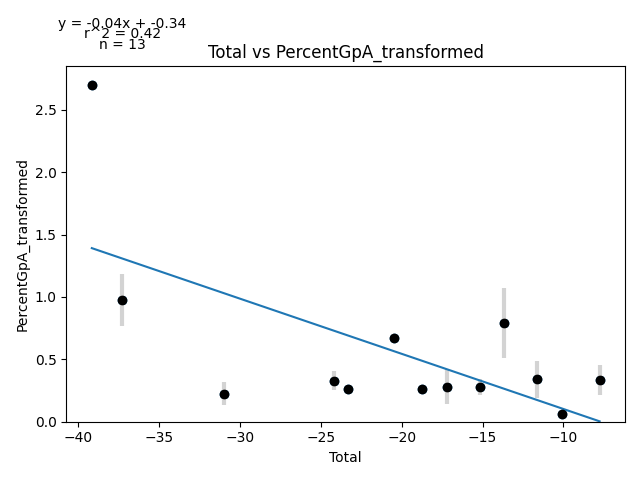 y = -0.04x + -0.34
r^2 = 0.42
n = 13
Total vs PercentGpA_transformed
PercentGpA_transformed
2.5
2.0
1.5
1.0
0.5
0.0
−40 −35 −30 −25 −20 −15 −10
Total